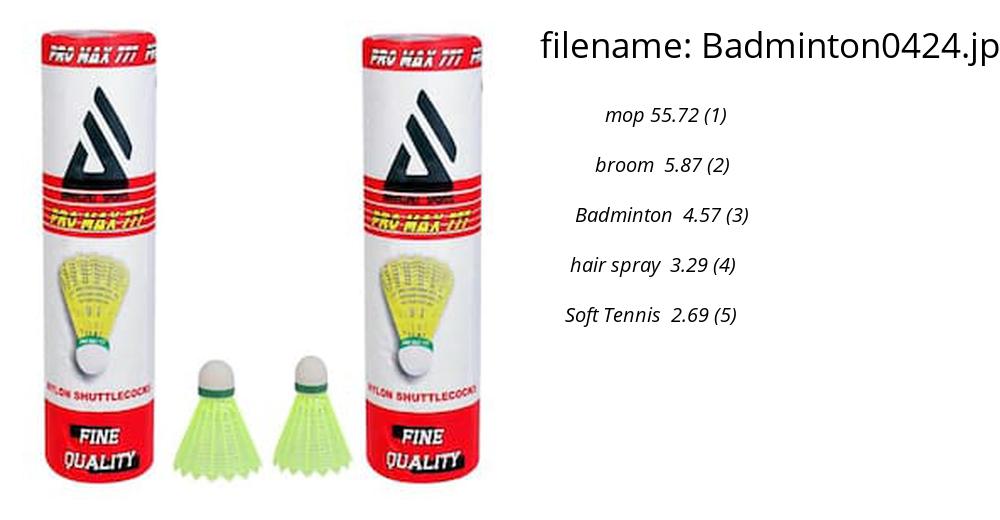 PRO MAX 777 PRO
PRO MAX 777
NYLON SHUTTLECOCKS
FINE
QUALITY
PRO MAX 777 PRO
PRO MAX 777
NYLON SHUTTLECOCKS
FINE
QUALITY
filename: Badminton0424.jp
mop 55.72 (1)
broom 5.87 (2)
Badminton 4.57 (3)
hair spray 3.29 (4)
Soft Tennis 2.69 (5)